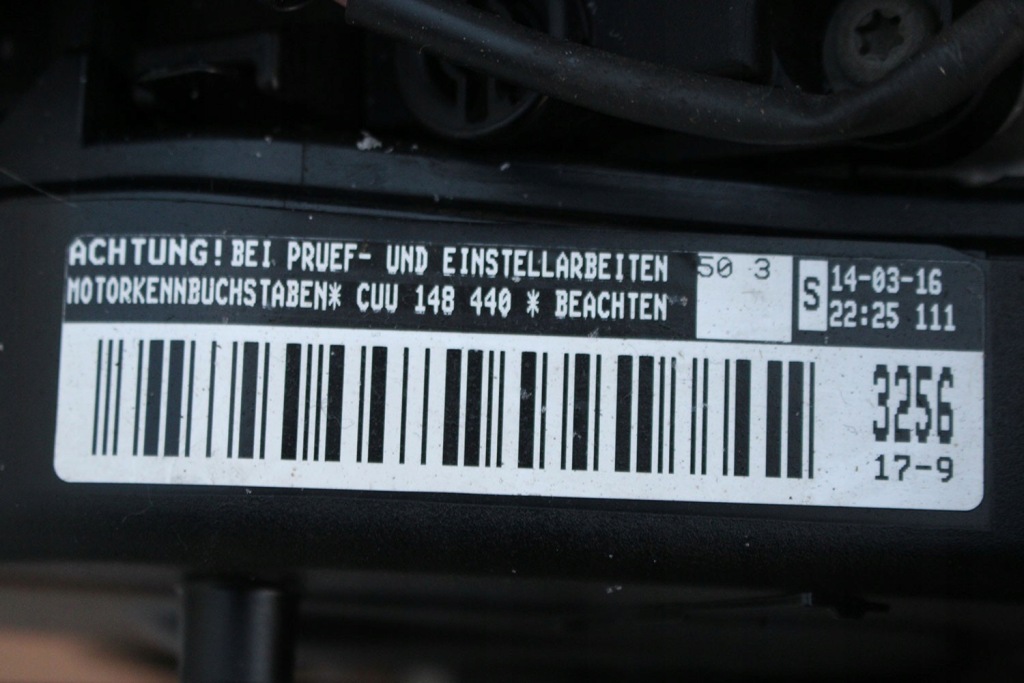 ACHTUNG! BEI PRUEF- UND EINSTELLARBEITEN
MOTORKENNBUCHSTABEN* CUU 148 440 * BEACHTEN
50 3
S
14-03-16
22:25 111
3256
17-9